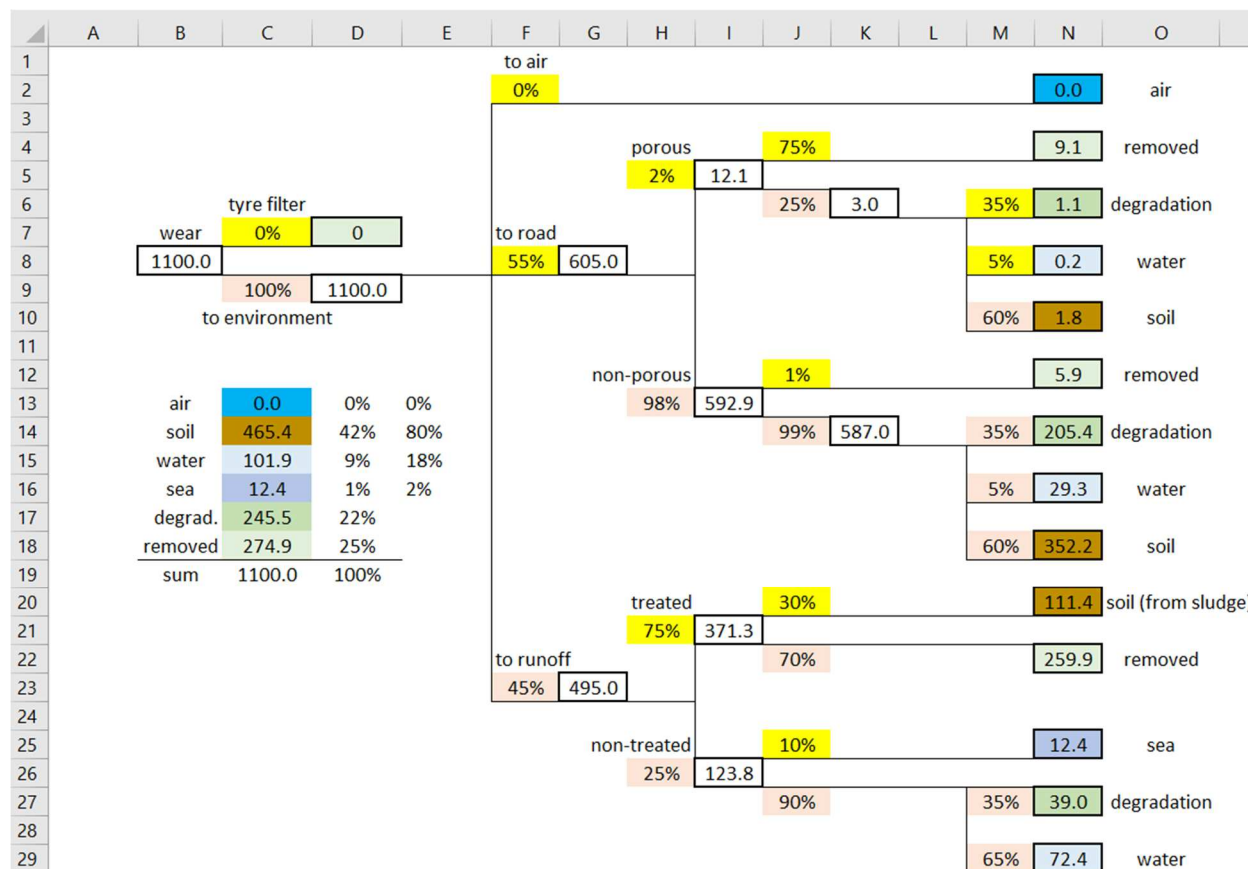 A B C D E F G H I J K L M N O
1 to air
2 0% 0.0 air
3
4 porous 75% 9.1 removed
5 2% 12.1
6 tyre filter 25% 3.0 35% 1.1 degradation
7 wear 0% 0 to road
8 1100.0 55% 605.0 5% 0.2 water
9 100% 1100.0
10 to environment 60% 1.8 soil
11
12 non-porous 1% 5.9 removed
13 air 0.0 0% 0% 98% 592.9
14 soil 465.4 42% 80% 99% 587.0 35% 205.4 degradation
15 water 101.9 9% 18%
16 sea 12.4 1% 2% 5% 29.3 water
17 degrad. 245.5 22%
18 removed 274.9 25% 60% 352.2 soil
19 sum 1100.0 100%
20 treated 30% 111.4 soil (from sludge)
21 75% 371.3
22 to runoff 70% 259.9 removed
23 45% 495.0
24
25 non-treated 10% 12.4 sea
26 25% 123.8
27 90% 35% 39.0 degradation
28
29 65% 72.4 water